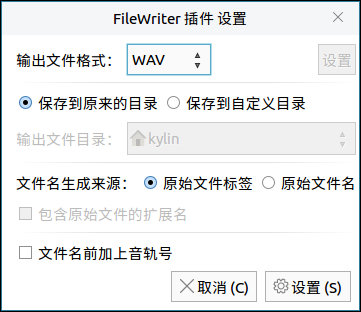 FileWriter 插件 设置
输出文件格式： WAV 设置
保存到原来的目录 保存到自定义目录
输出文件目录： kylin
文件名生成来源： 原始文件标签 原始文件名
包含原始文件的扩展名
文件名前加上音轨号
取消 (C) 设置 (S)